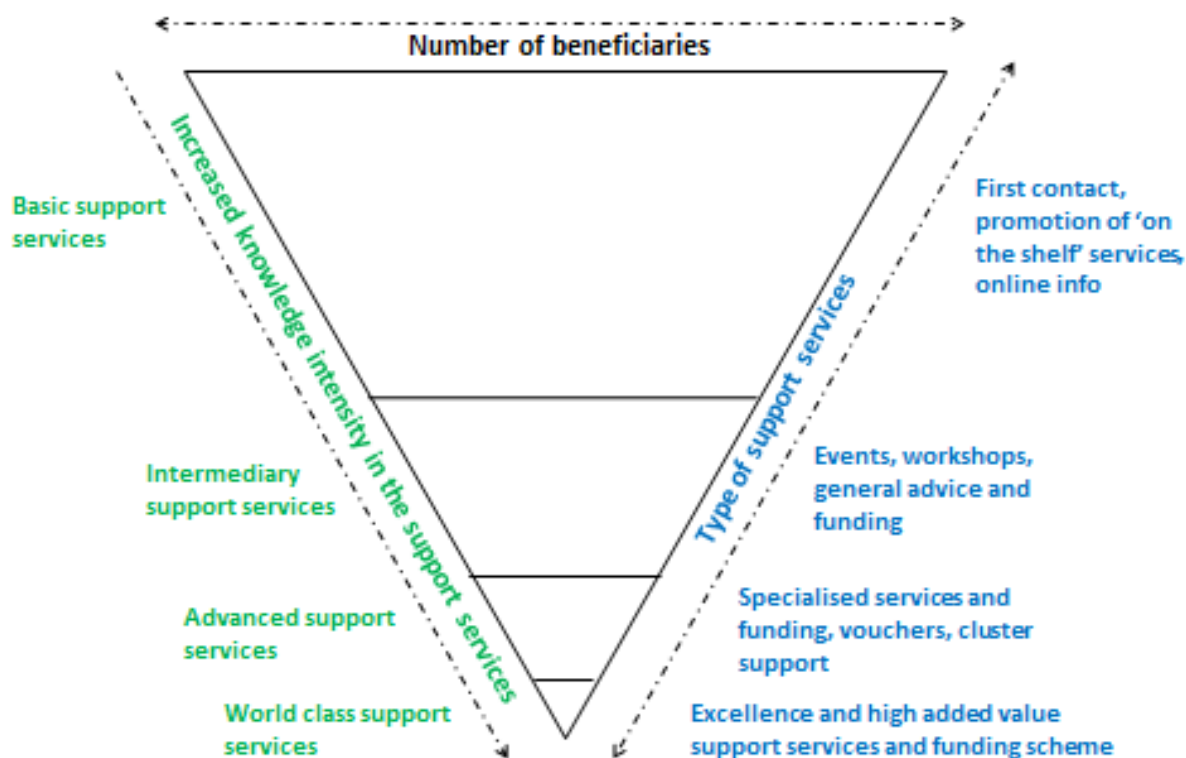 Number of beneficiaries
Increased knowledge intensity in the support services
Type of support services
Basic support
services
First contact,
promotion of ‘on
the shelf’ services,
online info
Intermediary
support services
Events, workshops,
general advice and
funding
Advanced support
services
Specialised services and
funding, vouchers, cluster
support
World class support
services
Excellence and high added value
support services and funding scheme